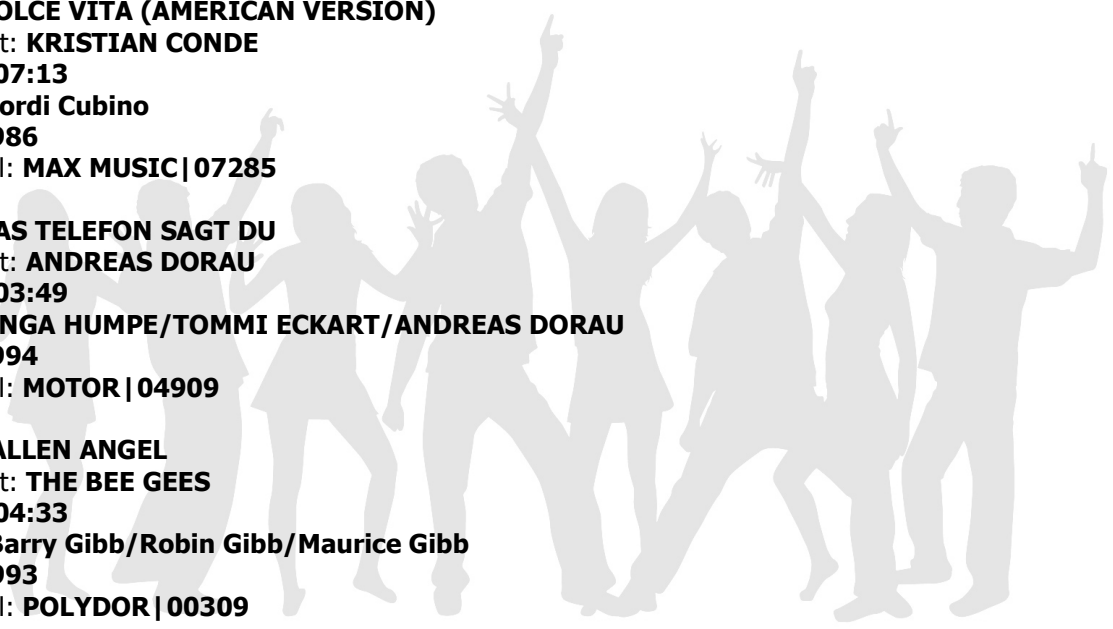 OLCE VITA (AMERICAN VERSION)
t: KRISTIAN CONDE
07:13
ordi Cubino
986
l: MAX MUSIC|07285
AS TELEFON SAGT DU
t: ANDREAS DORAU
03:49
NGA HUMPE/TOMMI ECKART/ANDREAS DORAU
994
l: MOTOR|04909
ALLEN ANGEL
t: THE BEE GEES
04:33
Barry Gibb/Robin Gibb/Maurice Gibb
993
l: POLYDOR|00309